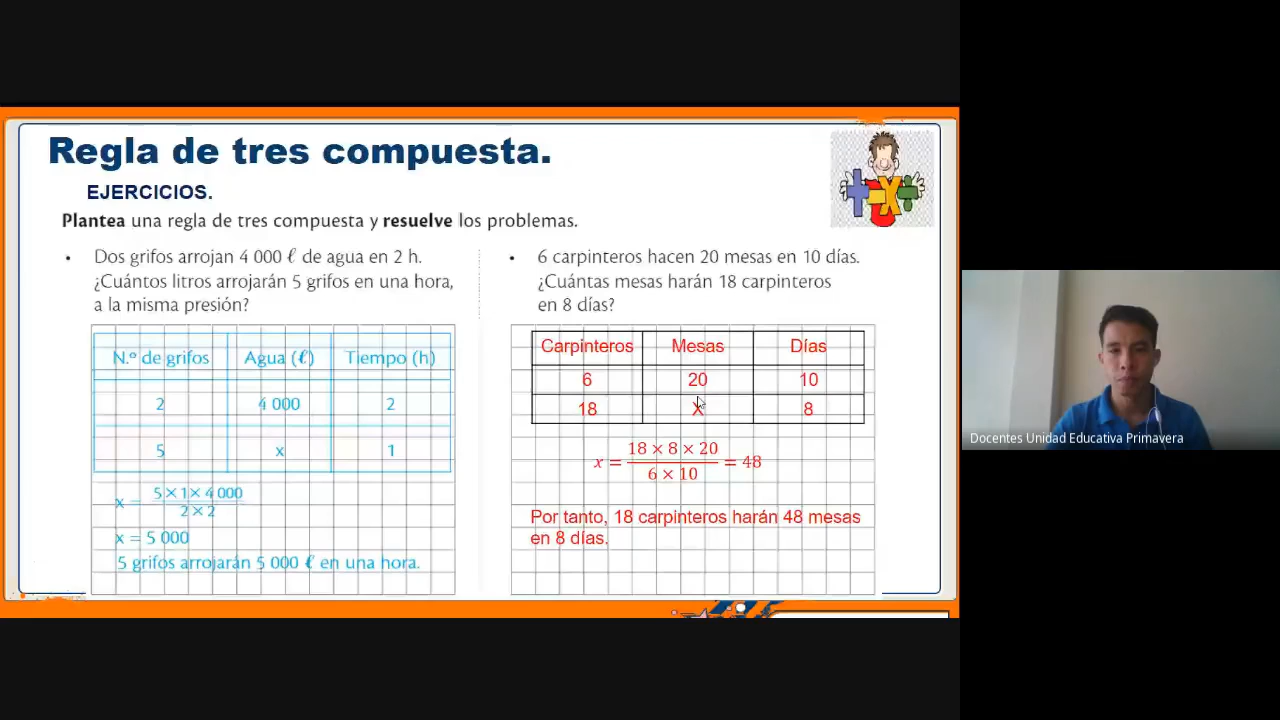 Regla de tres compuesta.
EJERCICIOS.
Plantea una regla de tres compuesta y resuelve los problemas.
• Dos grifos arrojan 4 000 ℓ de agua en 2 h.
¿Cuántos litros arrojarán 5 grifos en una hora,
a la misma presión?
N.º de grifos Agua (ℓ) Tiempo (h)
2 4 000 2
5 x 1
x = 5 × 1 × 4 000 / 2 × 2
x = 5 000
5 grifos arrojarán 5 000 ℓ en una hora.
• 6 carpinteros hacen 20 mesas en 10 días.
¿Cuántas mesas harán 18 carpinteros
en 8 días?
Carpinteros Mesas Días
6 20 10
18 X 8
x = 18 × 8 × 20 / 6 × 10 = 48
Por tanto, 18 carpinteros harán 48 mesas
en 8 días.
Docentes Unidad Educativa Primavera